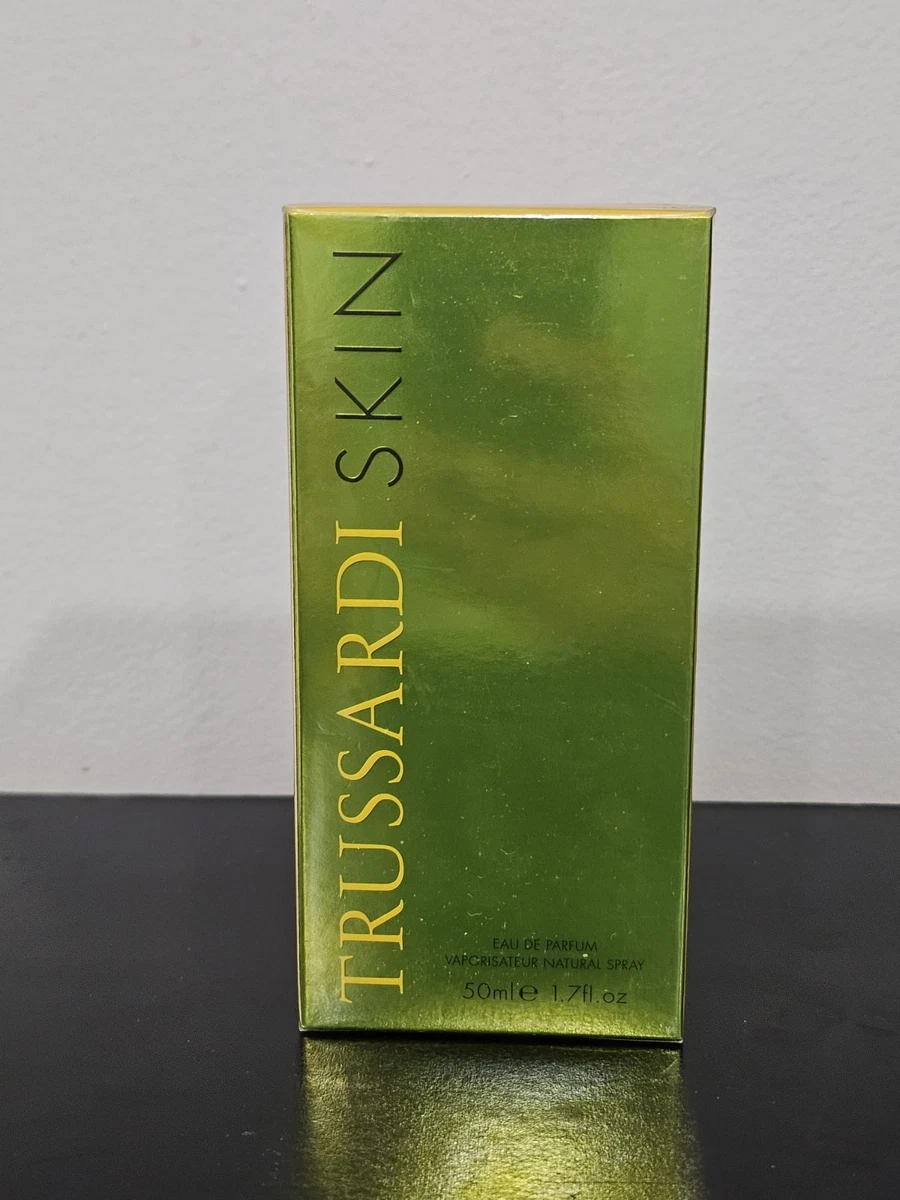 TRUSSARDI SKIN
EAU DE PARFUM
VAPORISATEUR NATURAL SPRAY
50ml℮ 1.7fl.oz